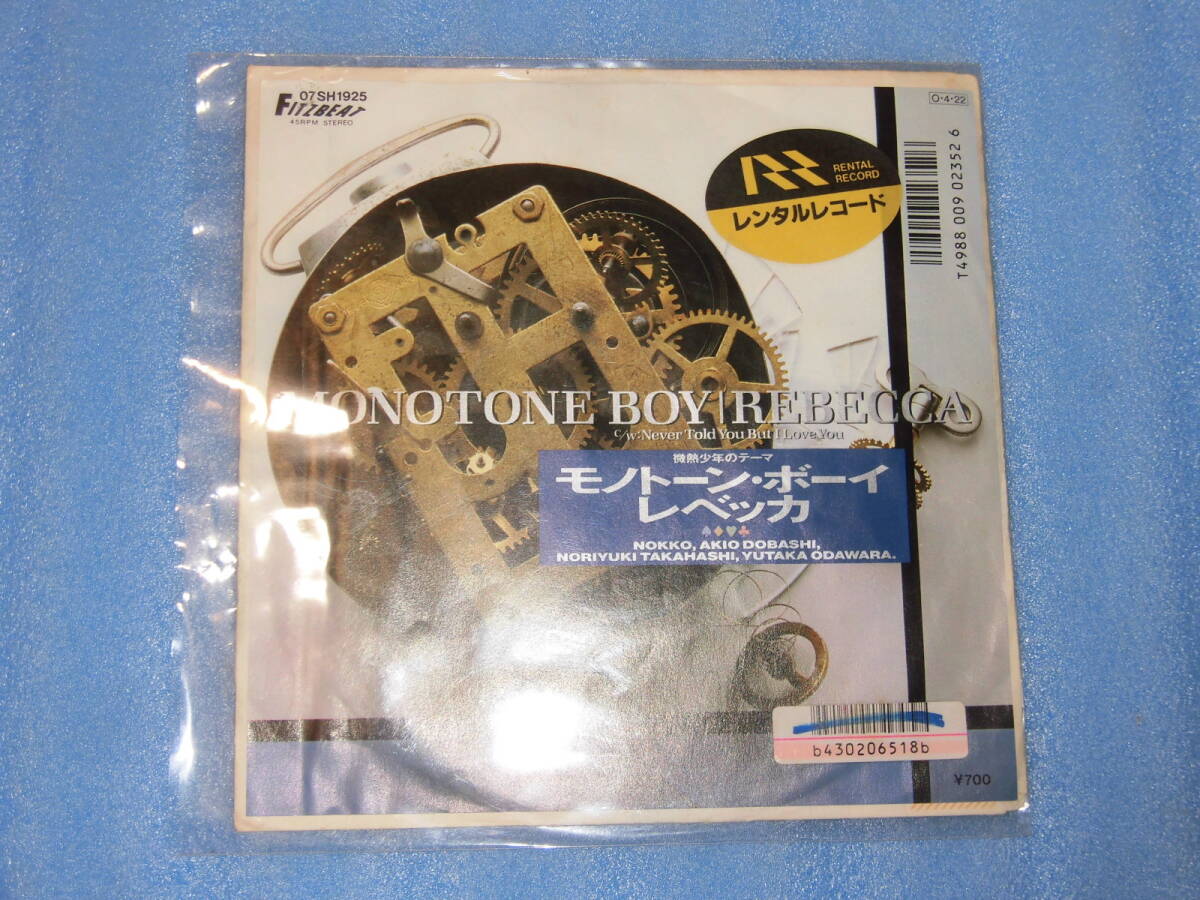 07SH1925
FITZBEAT
45RPM STEREO
O・4・22
RENTAL
RECORD
レンタルレコード
T4988 009 02352 6
MONOTONE BOY|REBECCA
c/w:Never Told You But I Love You
微熱少年のテーマ
モノトーン・ボーイ
レベッカ
♠♦♥♣
NOKKO, AKIO DOBASHI,
NORIYUKI TAKAHASHI, YUTAKA ODAWARA.
b430206518b
¥700